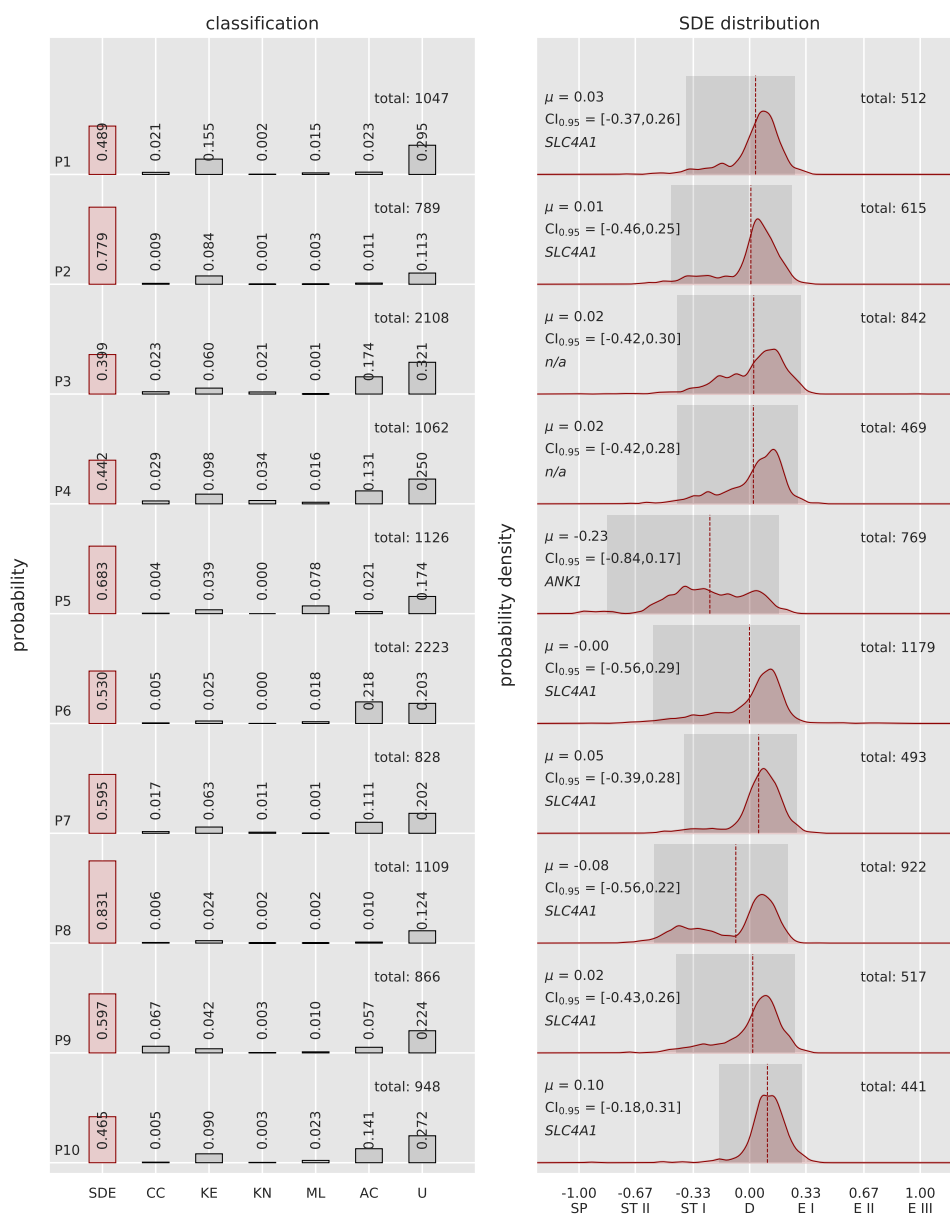 classification
SDE distribution
probability
probability density
P1
total: 1047
0.489 0.021 0.155 0.002 0.015 0.023 0.295
μ = 0.03
CI0.95 = [-0.37,0.26]
SLC4A1
total: 512
P2
total: 789
0.779 0.009 0.084 0.001 0.003 0.011 0.113
μ = 0.01
CI0.95 = [-0.46,0.25]
SLC4A1
total: 615
P3
total: 2108
0.399 0.023 0.060 0.021 0.001 0.174 0.321
μ = 0.02
CI0.95 = [-0.42,0.30]
n/a
total: 842
P4
total: 1062
0.442 0.029 0.098 0.034 0.016 0.131 0.250
μ = 0.02
CI0.95 = [-0.42,0.28]
n/a
total: 469
P5
total: 1126
0.683 0.004 0.039 0.000 0.078 0.021 0.174
μ = -0.23
CI0.95 = [-0.84,0.17]
ANK1
total: 769
P6
total: 2223
0.530 0.005 0.025 0.000 0.018 0.218 0.203
μ = -0.00
CI0.95 = [-0.56,0.29]
SLC4A1
total: 1179
P7
total: 828
0.595 0.017 0.063 0.011 0.001 0.111 0.202
μ = 0.05
CI0.95 = [-0.39,0.28]
SLC4A1
total: 493
P8
total: 1109
0.831 0.006 0.024 0.002 0.002 0.010 0.124
μ = -0.08
CI0.95 = [-0.56,0.22]
SLC4A1
total: 922
P9
total: 866
0.597 0.067 0.042 0.003 0.010 0.057 0.224
μ = 0.02
CI0.95 = [-0.43,0.26]
SLC4A1
total: 517
P10
total: 948
0.465 0.005 0.090 0.003 0.023 0.141 0.272
μ = 0.10
CI0.95 = [-0.18,0.31]
SLC4A1
total: 441
SDE CC KE KN ML AC U
-1.00 -0.67 -0.33 0.00 0.33 0.67 1.00
SP ST II ST I D E I E II E III